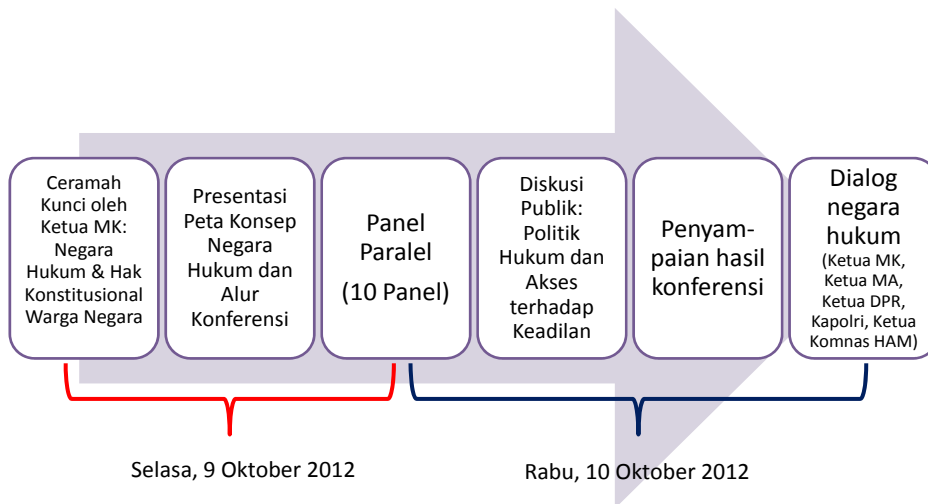 Ceramah
Kunci oleh
Ketua MK:
Negara
Hukum & Hak
Konstitusional
Warga Negara
Presentasi
Peta Konsep
Negara
Hukum dan
Alur
Konferensi
Panel
Paralel
(10 Panel)
Diskusi
Publik:
Politik
Hukum dan
Akses
terhadap
Keadilan
Penyam-
paian hasil
konferensi
Dialog
negara
hukum
(Ketua MK,
Ketua MA,
Ketua DPR,
Kapolri, Ketua
Komnas HAM)
Selasa, 9 Oktober 2012
Rabu, 10 Oktober 2012